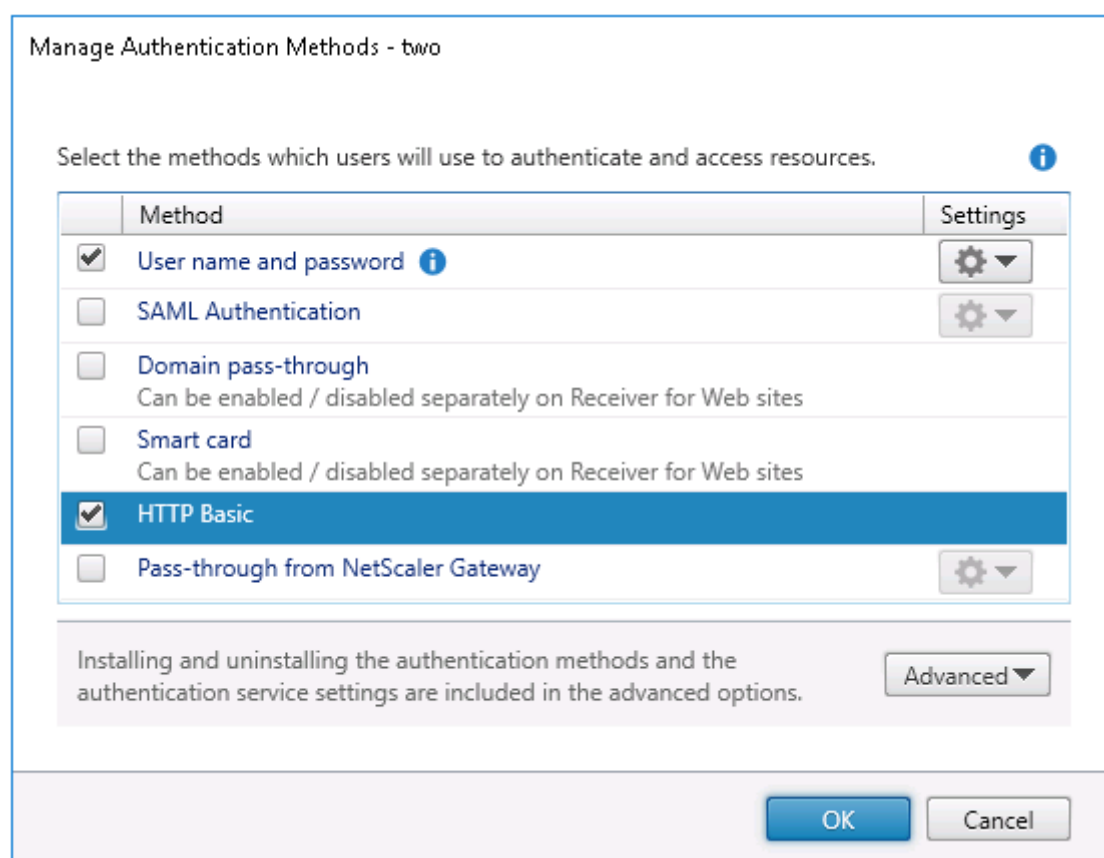 Manage Authentication Methods - two
Select the methods which users will use to authenticate and access resources.
Method Settings
User name and password
SAML Authentication
Domain pass-through
Can be enabled / disabled separately on Receiver for Web sites
Smart card
Can be enabled / disabled separately on Receiver for Web sites
HTTP Basic
Pass-through from NetScaler Gateway
Installing and uninstalling the authentication methods and the
authentication service settings are included in the advanced options.
Advanced
OK Cancel